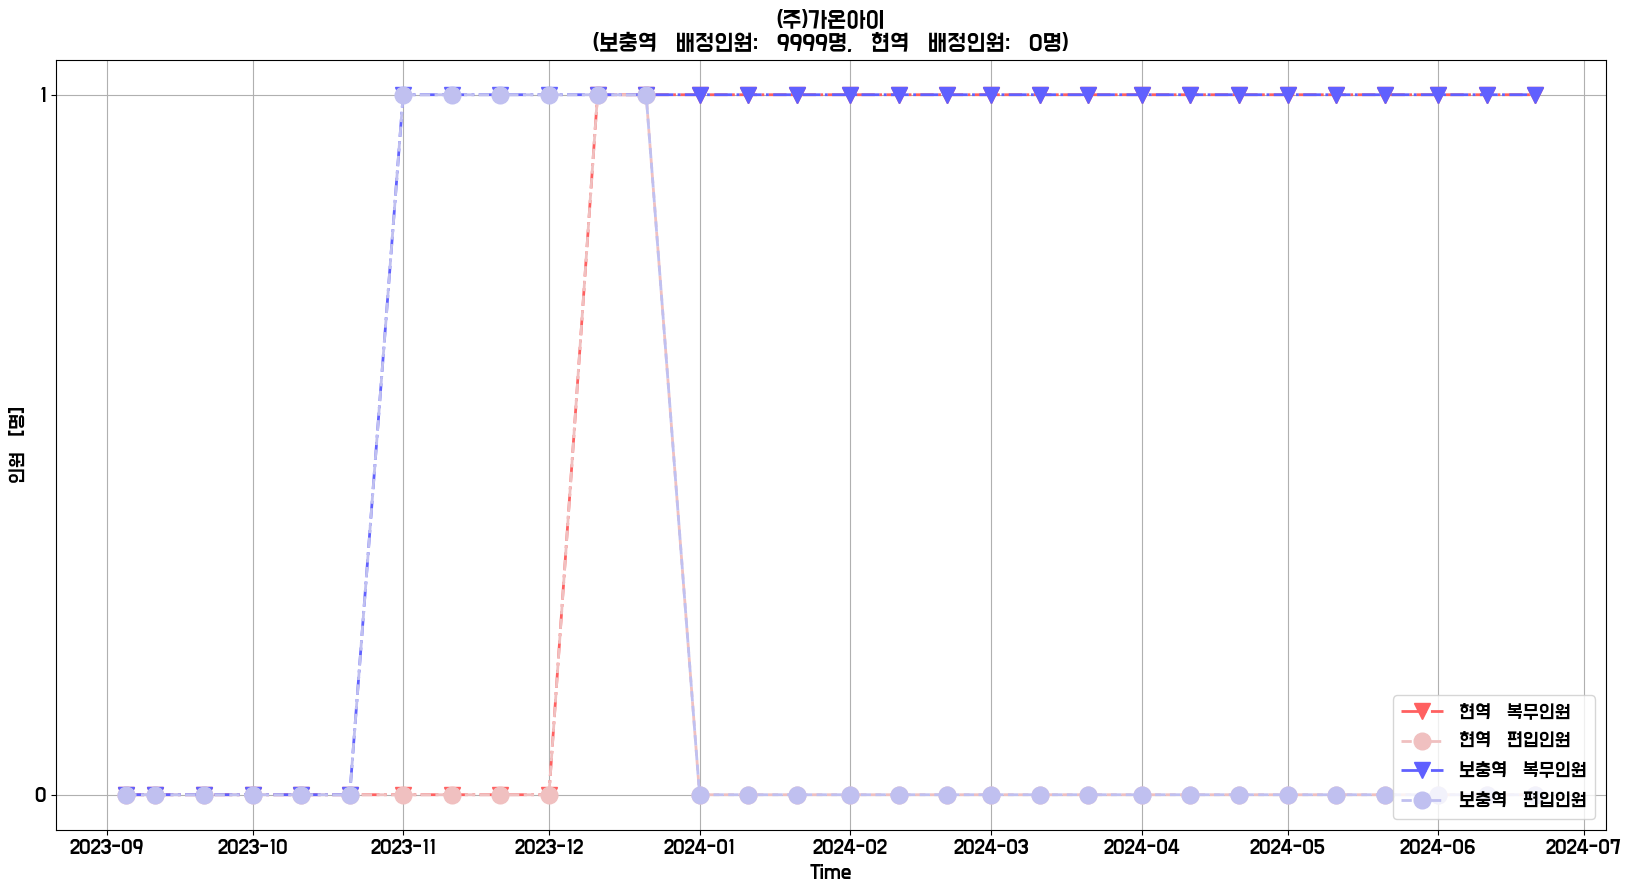 (주)가온아이
(보충역 배정인원: 9999명, 현역 배정인원: 0명)
인원 [명]
1
0
2023-09 2023-10 2023-11 2023-12 2024-01 2024-02 2024-03 2024-04 2024-05 2024-06 2024-07
Time
현역 복무인원
현역 편입인원
보충역 복무인원
보충역 편입인원